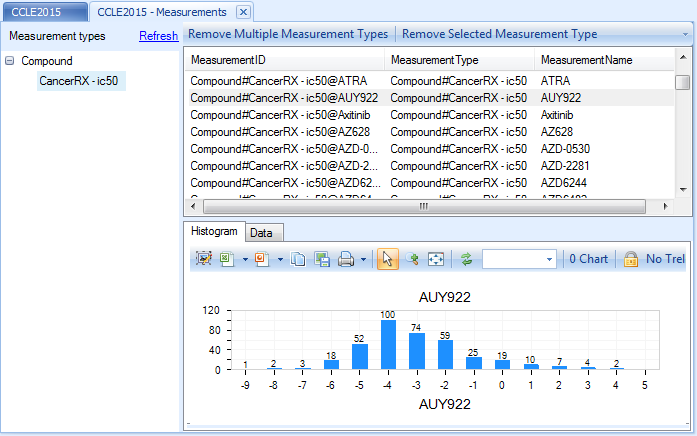 CCLE2015
CCLE2015 - Measurements
Measurement types Refresh
Compound
CancerRX - ic50
Remove Multiple Measurement Types Remove Selected Measurement Type
MeasurementID MeasurementType MeasurementName
Compound#CancerRX - ic50@ATRA Compound#CancerRX - ic50 ATRA
Compound#CancerRX - ic50@AUY922 Compound#CancerRX - ic50 AUY922
Compound#CancerRX - ic50@Axitinib Compound#CancerRX - ic50 Axitinib
Compound#CancerRX - ic50@AZ628 Compound#CancerRX - ic50 AZ628
Compound#CancerRX - ic50@AZD-0... Compound#CancerRX - ic50 AZD-0530
Compound#CancerRX - ic50@AZD-2... Compound#CancerRX - ic50 AZD-2281
Compound#CancerRX - ic50@AZD62... Compound#CancerRX - ic50 AZD6244
Histogram Data
0 Chart No Trel
AUY922
120
80
40
0
1 2 3 18 52 100 74 59 25 19 10 7 4 2
-9 -8 -7 -6 -5 -4 -3 -2 -1 0 1 2 3 4 5
AUY922